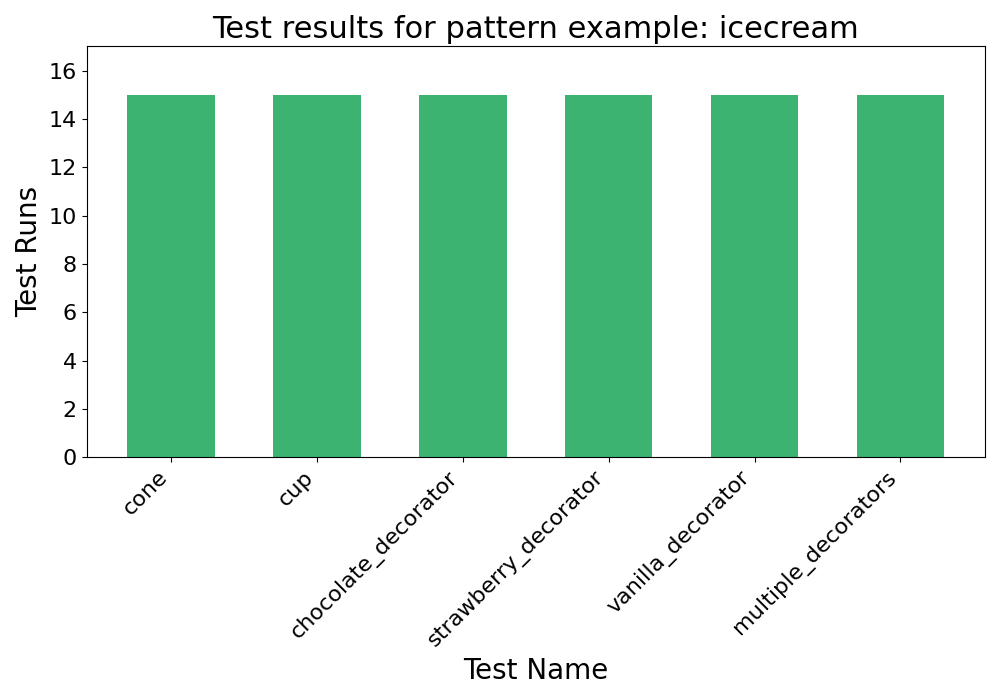 Test results for pattern example: icecream
Test Runs
16
14
12
10
8
6
4
2
0
cone
cup
chocolate_decorator
strawberry_decorator
vanilla_decorator
multiple_decorators
Test Name